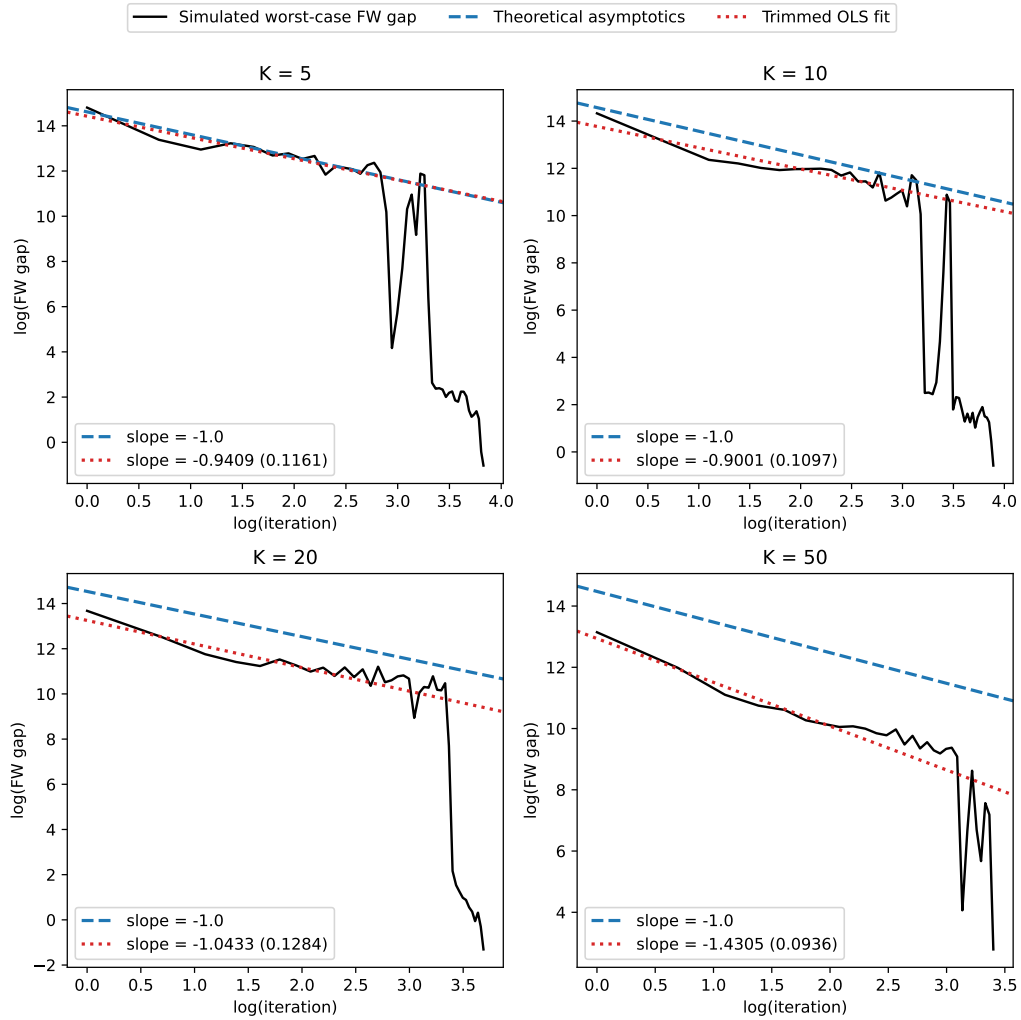 Simulated worst-case FW gap Theoretical asymptotics Trimmed OLS fit
K = 5
log(FW gap)
14
12
10
8
6
4
2
0
slope = -1.0
slope = -0.9409 (0.1161)
0.0 0.5 1.0 1.5 2.0 2.5 3.0 3.5 4.0
log(iteration)
K = 10
log(FW gap)
14
12
10
8
6
4
2
0
slope = -1.0
slope = -0.9001 (0.1097)
0.0 0.5 1.0 1.5 2.0 2.5 3.0 3.5 4.0
log(iteration)
K = 20
log(FW gap)
14
12
10
8
6
4
2
0
−2
slope = -1.0
slope = -1.0433 (0.1284)
0.0 0.5 1.0 1.5 2.0 2.5 3.0 3.5
log(iteration)
K = 50
log(FW gap)
14
12
10
8
6
4
slope = -1.0
slope = -1.4305 (0.0936)
0.0 0.5 1.0 1.5 2.0 2.5 3.0 3.5
log(iteration)